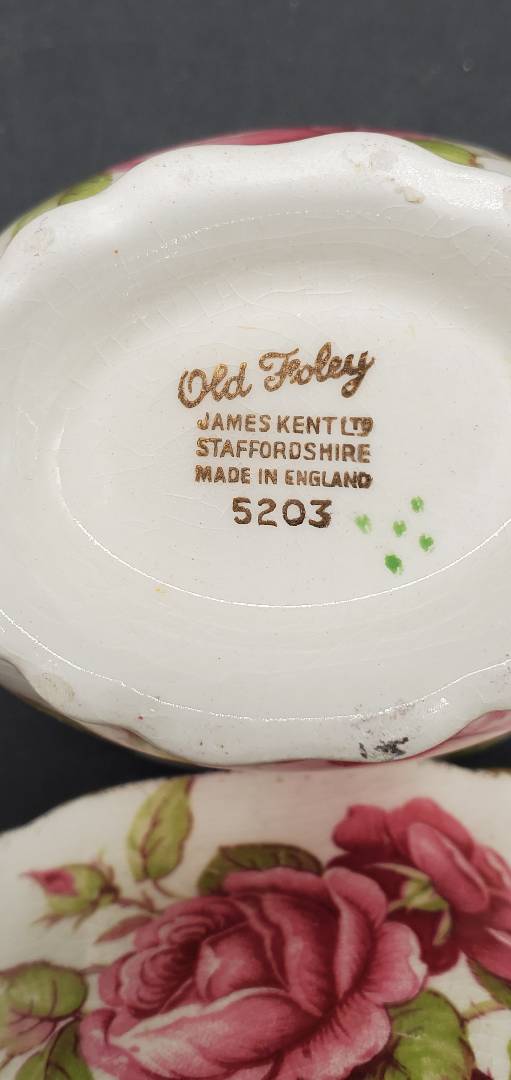 Old Foley
JAMES KENT LTD
STAFFORDSHIRE
MADE IN ENGLAND
5203